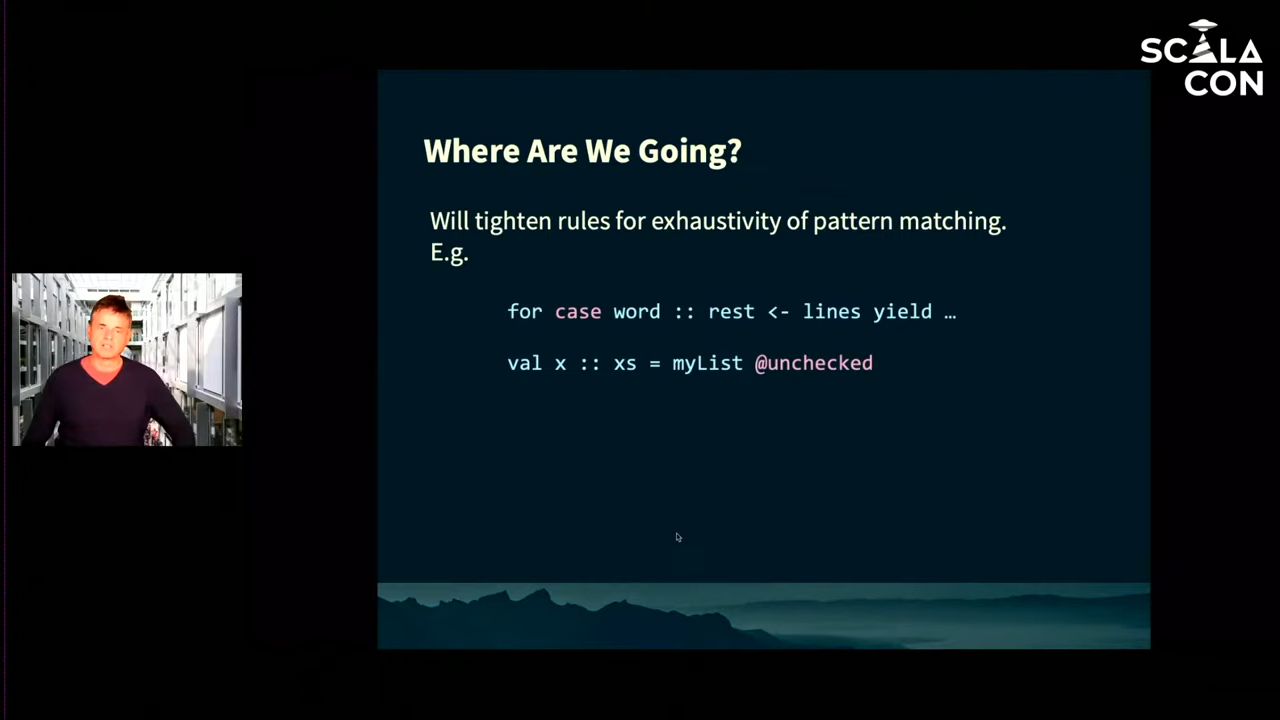 SCALA
CON
Where Are We Going?
Will tighten rules for exhaustivity of pattern matching.
E.g.
for case word :: rest <- lines yield …
val x :: xs = myList @unchecked